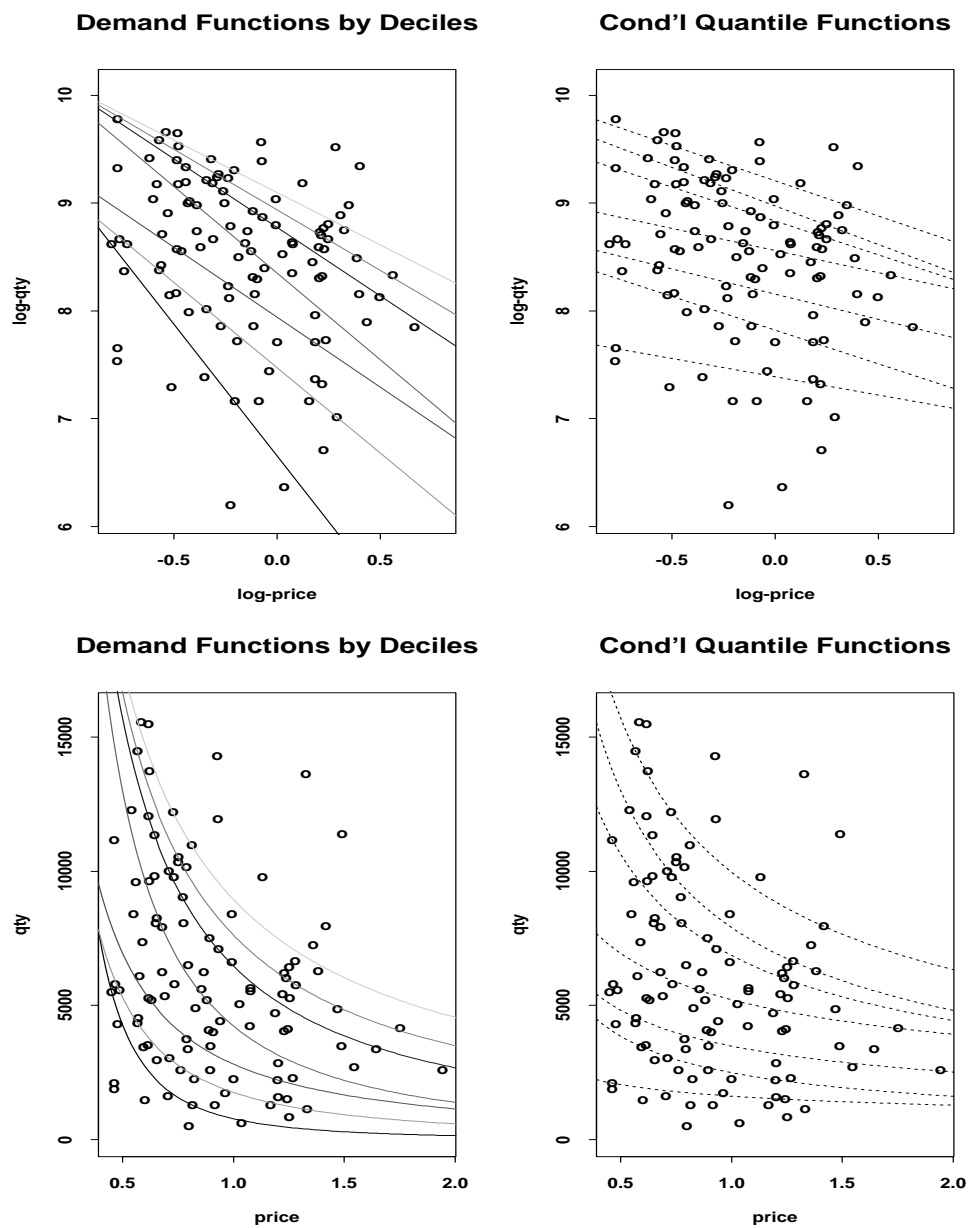 Demand Functions by Deciles
log-qty
10
9
8
7
6
-0.5
0.0
0.5
log-price
Cond'l Quantile Functions
log-qty
10
9
8
7
6
-0.5
0.0
0.5
log-price
Demand Functions by Deciles
qty
15000
10000
5000
0
0.5
1.0
1.5
2.0
price
Cond'l Quantile Functions
qty
15000
10000
5000
0
0.5
1.0
1.5
2.0
price